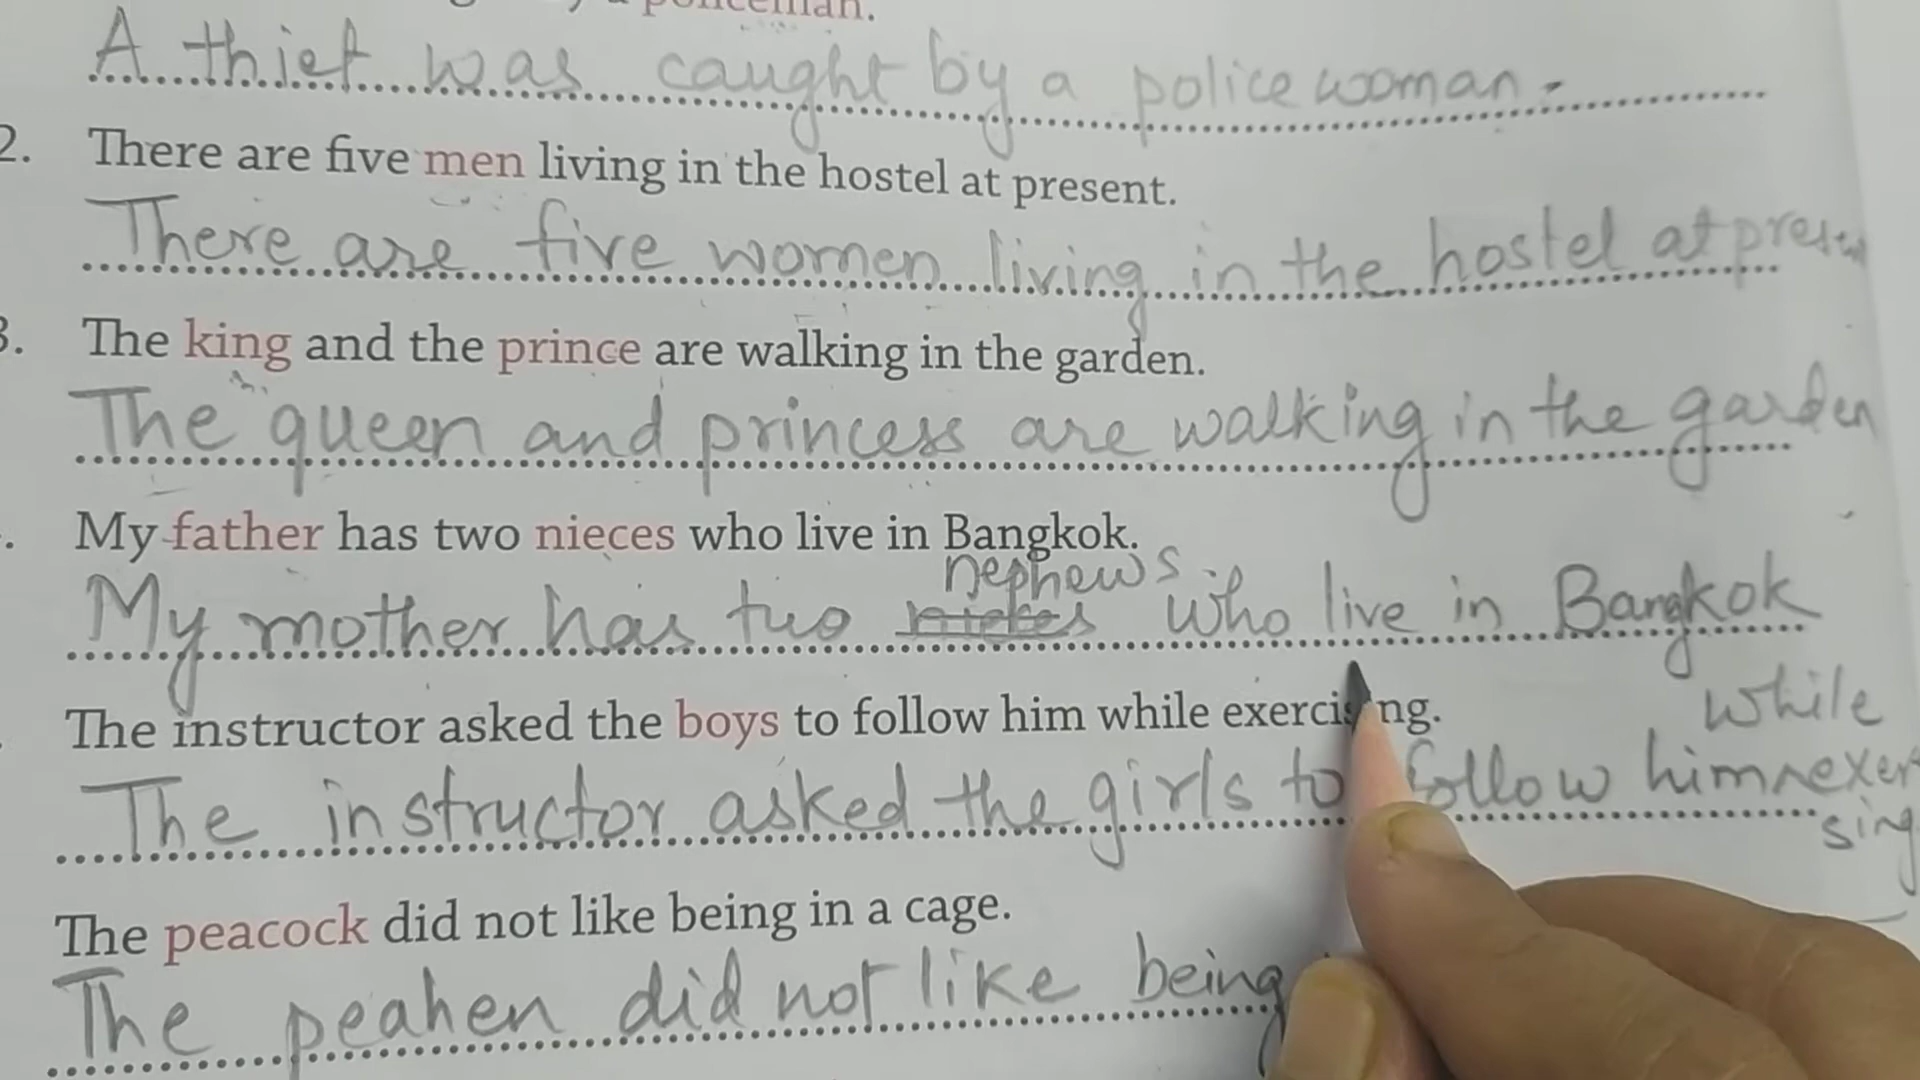 policeman.
A thief was caught by a police woman.
2. There are five men living in the hostel at present.
There are five women living in the hostel at present
3. The king and the prince are walking in the garden.
The queen and princess are walking in the garden
. My father has two nieces who live in Bangkok.
nephews
My mother has two who live in Bangkok
The instructor asked the boys to follow him while exercising.
while
The instructor asked the girls to follow him exer
sing
The peacock did not like being in a cage.
The peahen did not like being